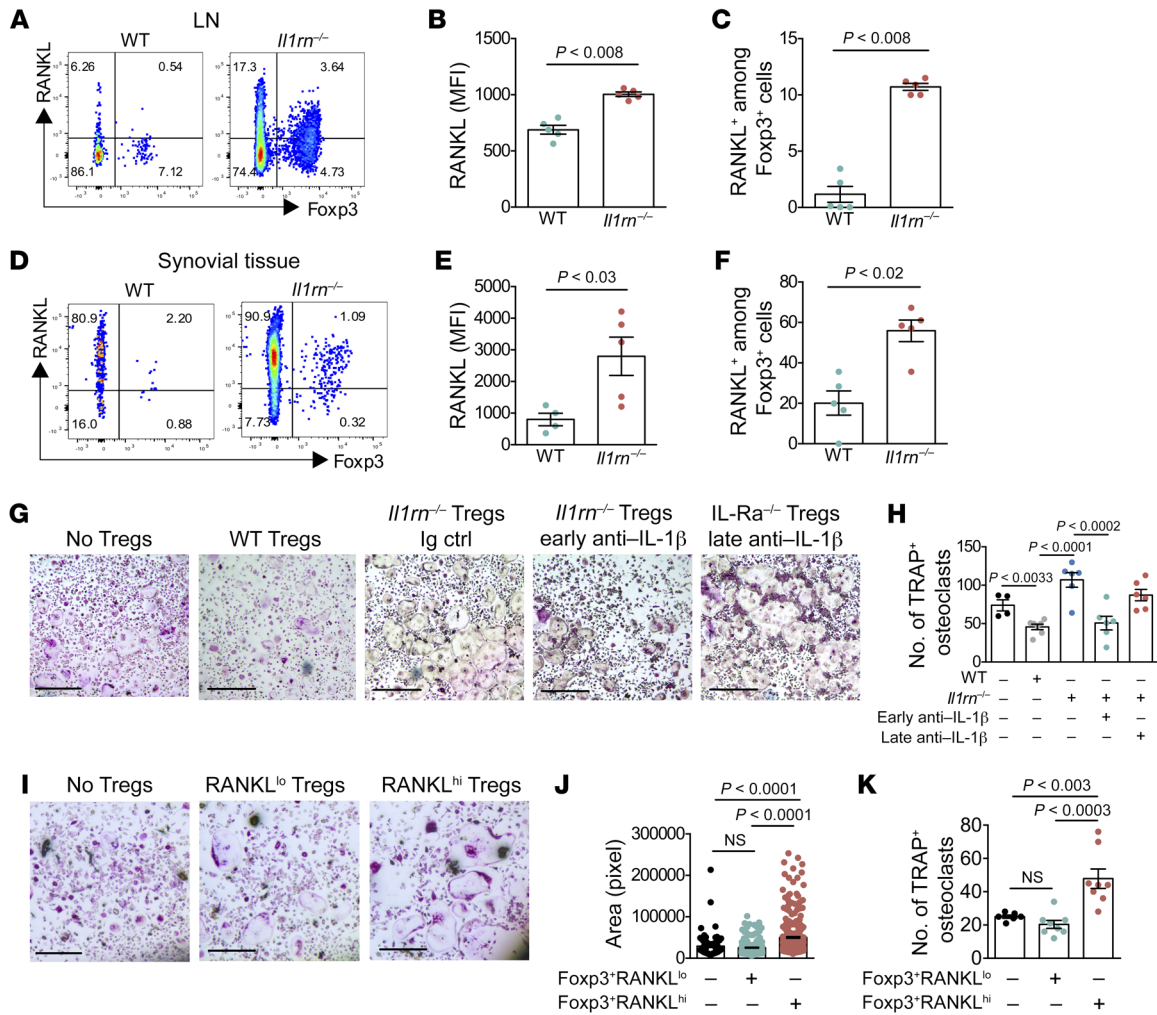 A
LN
WT
Il1rn–/–
RANKL
6.26
0.54
86.1
7.12
17.3
3.64
74.4
4.73
Foxp3
B
RANKL (MFI)
1500
1000
500
0
P < 0.008
WT
Il1rn–/–
C
RANKL+ among
Foxp3+ cells
15
10
5
0
P < 0.008
WT
Il1rn–/–
D
Synovial tissue
WT
Il1rn–/–
RANKL
80.9
2.20
16.0
0.88
90.9
1.09
7.73
0.32
Foxp3
E
RANKL (MFI)
5000
4000
3000
2000
1000
0
P < 0.03
WT
Il1rn–/–
F
RANKL+ among
Foxp3+ cells
80
60
40
20
0
P < 0.02
WT
Il1rn–/–
G
No Tregs
WT Tregs
Il1rn–/– Tregs
Ig ctrl
Il1rn–/– Tregs
early anti–IL-1β
IL-Ra–/– Tregs
late anti–IL-1β
H
No. of TRAP+
osteoclasts
150
100
50
0
P < 0.0033
P < 0.0001
P < 0.0002
WT – + – – –
Il1rn–/– – – + + +
Early anti–IL-1β – – – + –
Late anti–IL-1β – – – – +
I
No Tregs
RANKLlo Tregs
RANKLhi Tregs
J
Area (pixel)
300000
200000
100000
0
P < 0.0001
P < 0.0001
NS
Foxp3+RANKLlo – + –
Foxp3+RANKLhi – – +
K
No. of TRAP+
osteoclasts
80
60
40
20
0
P < 0.003
P < 0.0003
NS
Foxp3+RANKLlo – + –
Foxp3+RANKLhi – – +